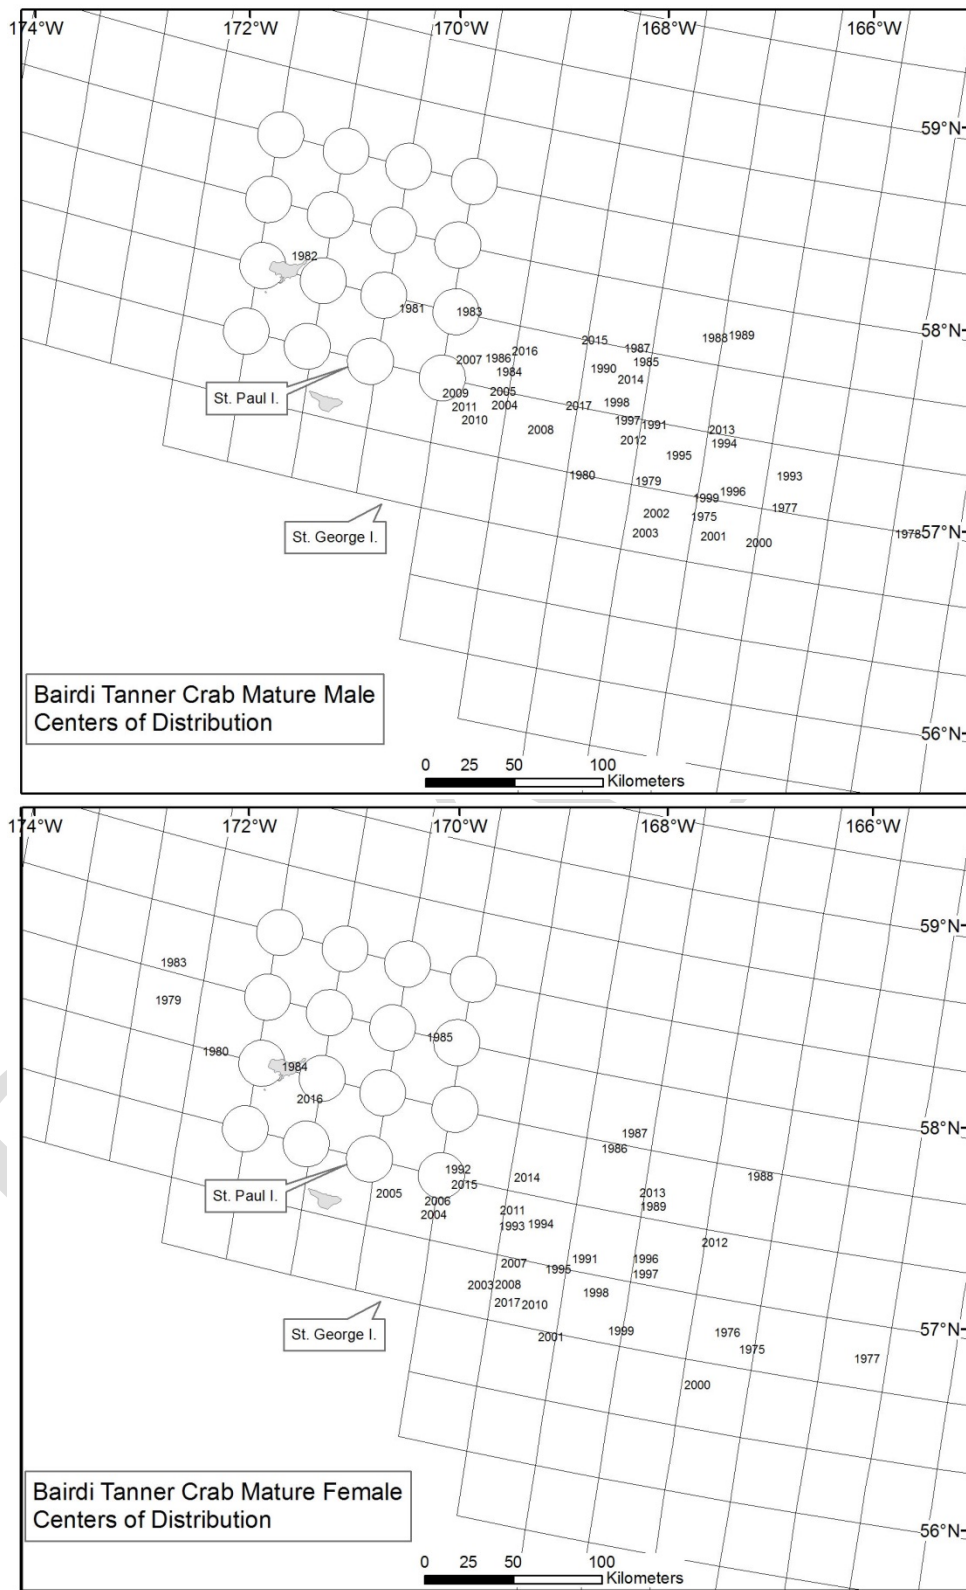 174°W 172°W 170°W 168°W 166°W
59°N
1982
1981 1983
58°N
2015 1988 1989
2007 1986 2016 1987
1984 1990 1985
2014
St. Paul I. 2009 2005
2011 2004 2017 1998
2010 1997 1991
2008 2012 2013
1994
1995
1980 1979 1993
1999 1996
2002 1975 1977
St. George I. 2003 2001 2000 1978 57°N
Bairdi Tanner Crab Mature Male
Centers of Distribution
56°N
0 25 50 100
Kilometers
174°W 172°W 170°W 168°W 166°W
59°N
1983
1979
1980 1985
1984
2016
58°N
1987
1986
1992 2014 1988
St. Paul I. 2005 2015 2013
2006 1989
2004 2011
1993 1994
2012
2007 1991 1996
1995 1997
2003 2008 1998
2017 2010
St. George I. 2001 1999 1976 57°N
1975 1977
2000
Bairdi Tanner Crab Mature Female
Centers of Distribution
56°N
0 25 50 100
Kilometers